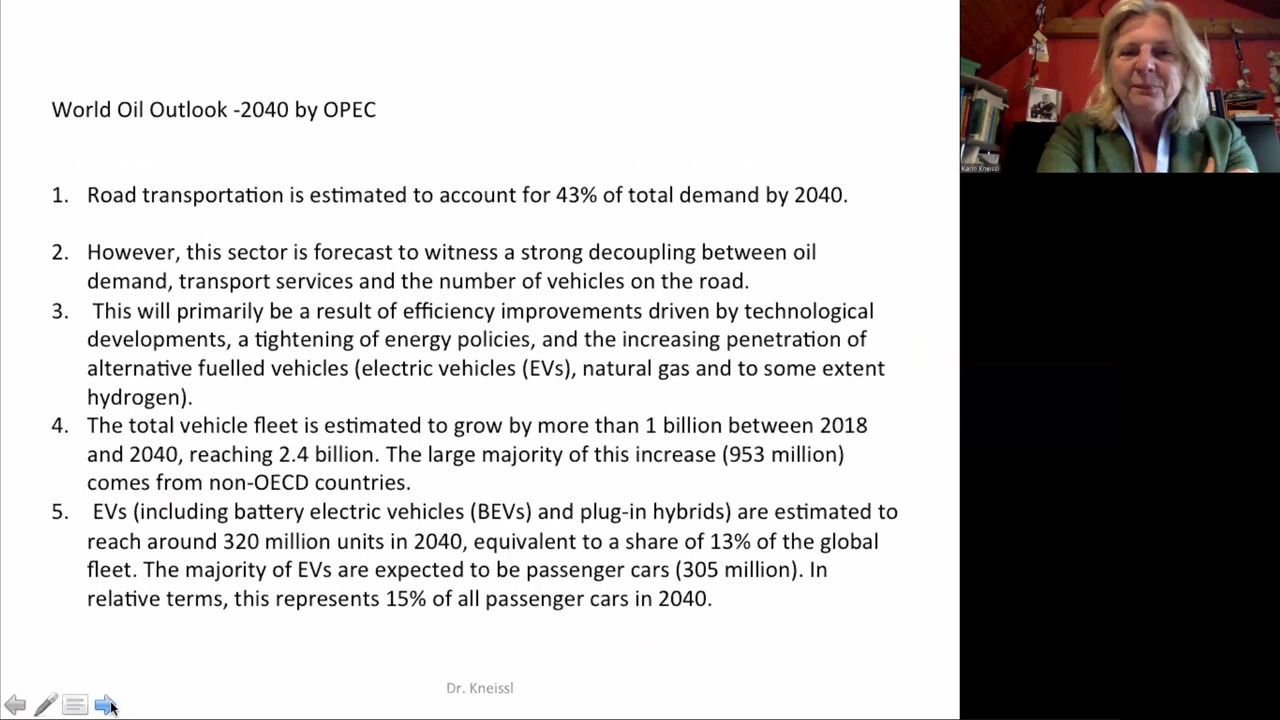 World Oil Outlook -2040 by OPEC
1. Road transportation is estimated to account for 43% of total demand by 2040.
2. However, this sector is forecast to witness a strong decoupling between oil
demand, transport services and the number of vehicles on the road.
3. This will primarily be a result of efficiency improvements driven by technological
developments, a tightening of energy policies, and the increasing penetration of
alternative fuelled vehicles (electric vehicles (EVs), natural gas and to some extent
hydrogen).
4. The total vehicle fleet is estimated to grow by more than 1 billion between 2018
and 2040, reaching 2.4 billion. The large majority of this increase (953 million)
comes from non-OECD countries.
5. EVs (including battery electric vehicles (BEVs) and plug-in hybrids) are estimated to
reach around 320 million units in 2040, equivalent to a share of 13% of the global
fleet. The majority of EVs are expected to be passenger cars (305 million). In
relative terms, this represents 15% of all passenger cars in 2040.
Dr. Kneissl
Karin Kneissl